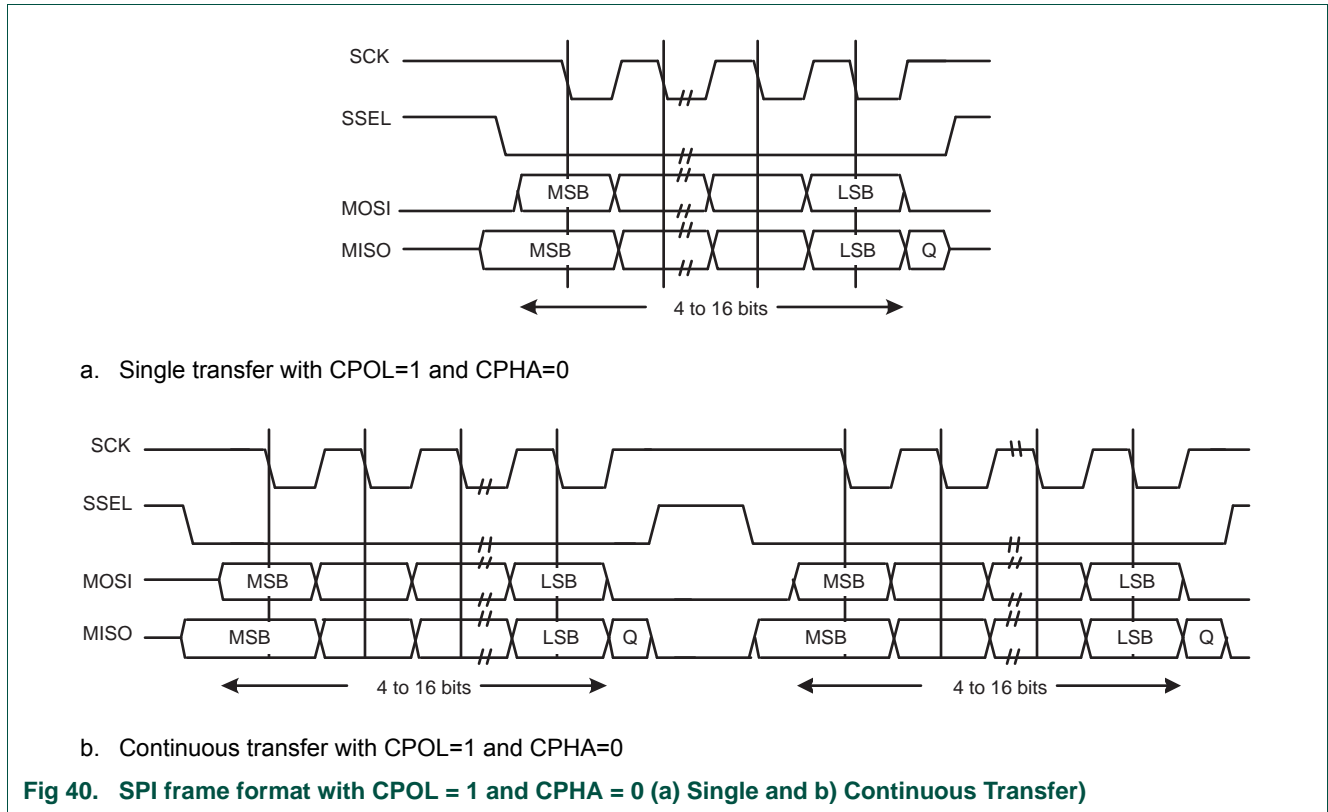 SCK
SSEL
MOSI MSB LSB
MISO MSB LSB Q
4 to 16 bits
a. Single transfer with CPOL=1 and CPHA=0
SCK
SSEL
MOSI MSB LSB MSB LSB
MISO MSB LSB Q MSB LSB Q
4 to 16 bits 4 to 16 bits
b. Continuous transfer with CPOL=1 and CPHA=0
Fig 40. SPI frame format with CPOL = 1 and CPHA = 0 (a) Single and b) Continuous Transfer)